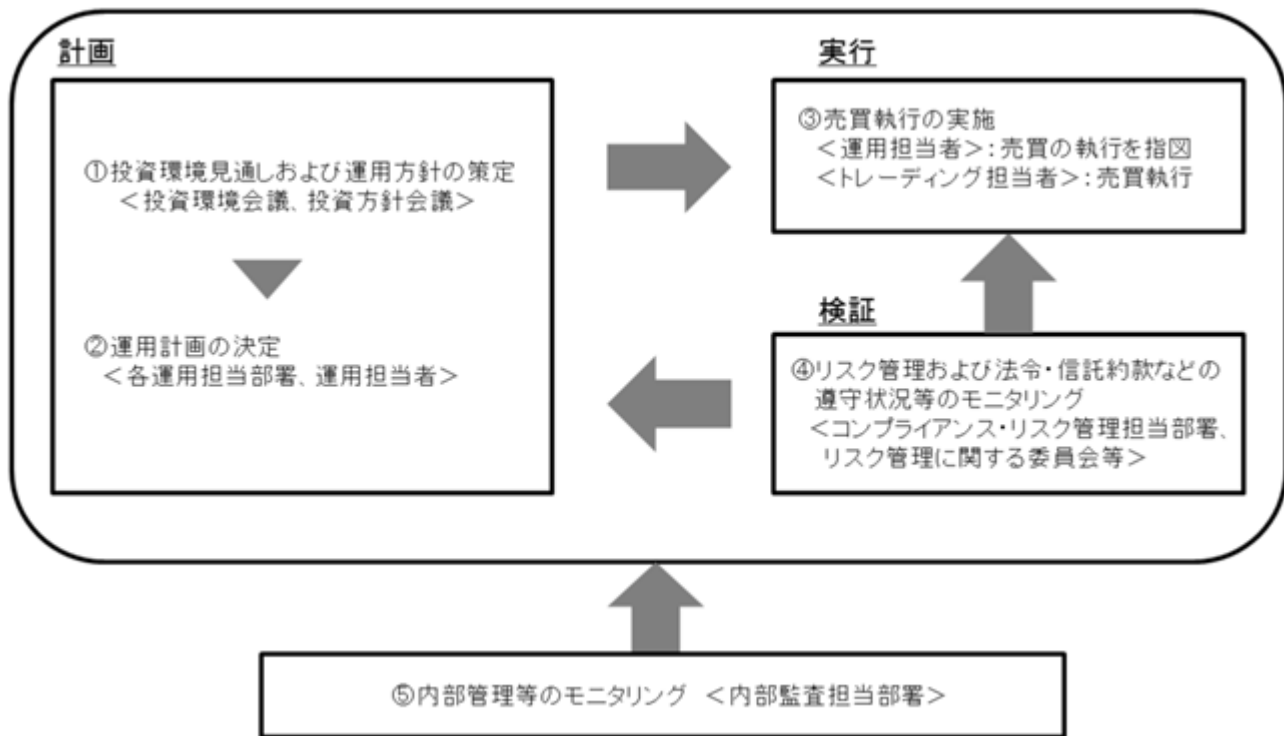 計画
①投資環境見通しおよび運用方針の策定
＜投資環境会議、投資方針会議＞
②運用計画の決定
＜各運用担当部署、運用担当者＞
実行
③売買執行の実施
＜運用担当者＞：売買の執行を指図
＜トレーディング担当者＞：売買執行
検証
④リスク管理および法令・信託約款などの
遵守状況等のモニタリング
＜コンプライアンス・リスク管理担当部署、
リスク管理に関する委員会等＞
⑤内部管理等のモニタリング　＜内部監査担当部署＞